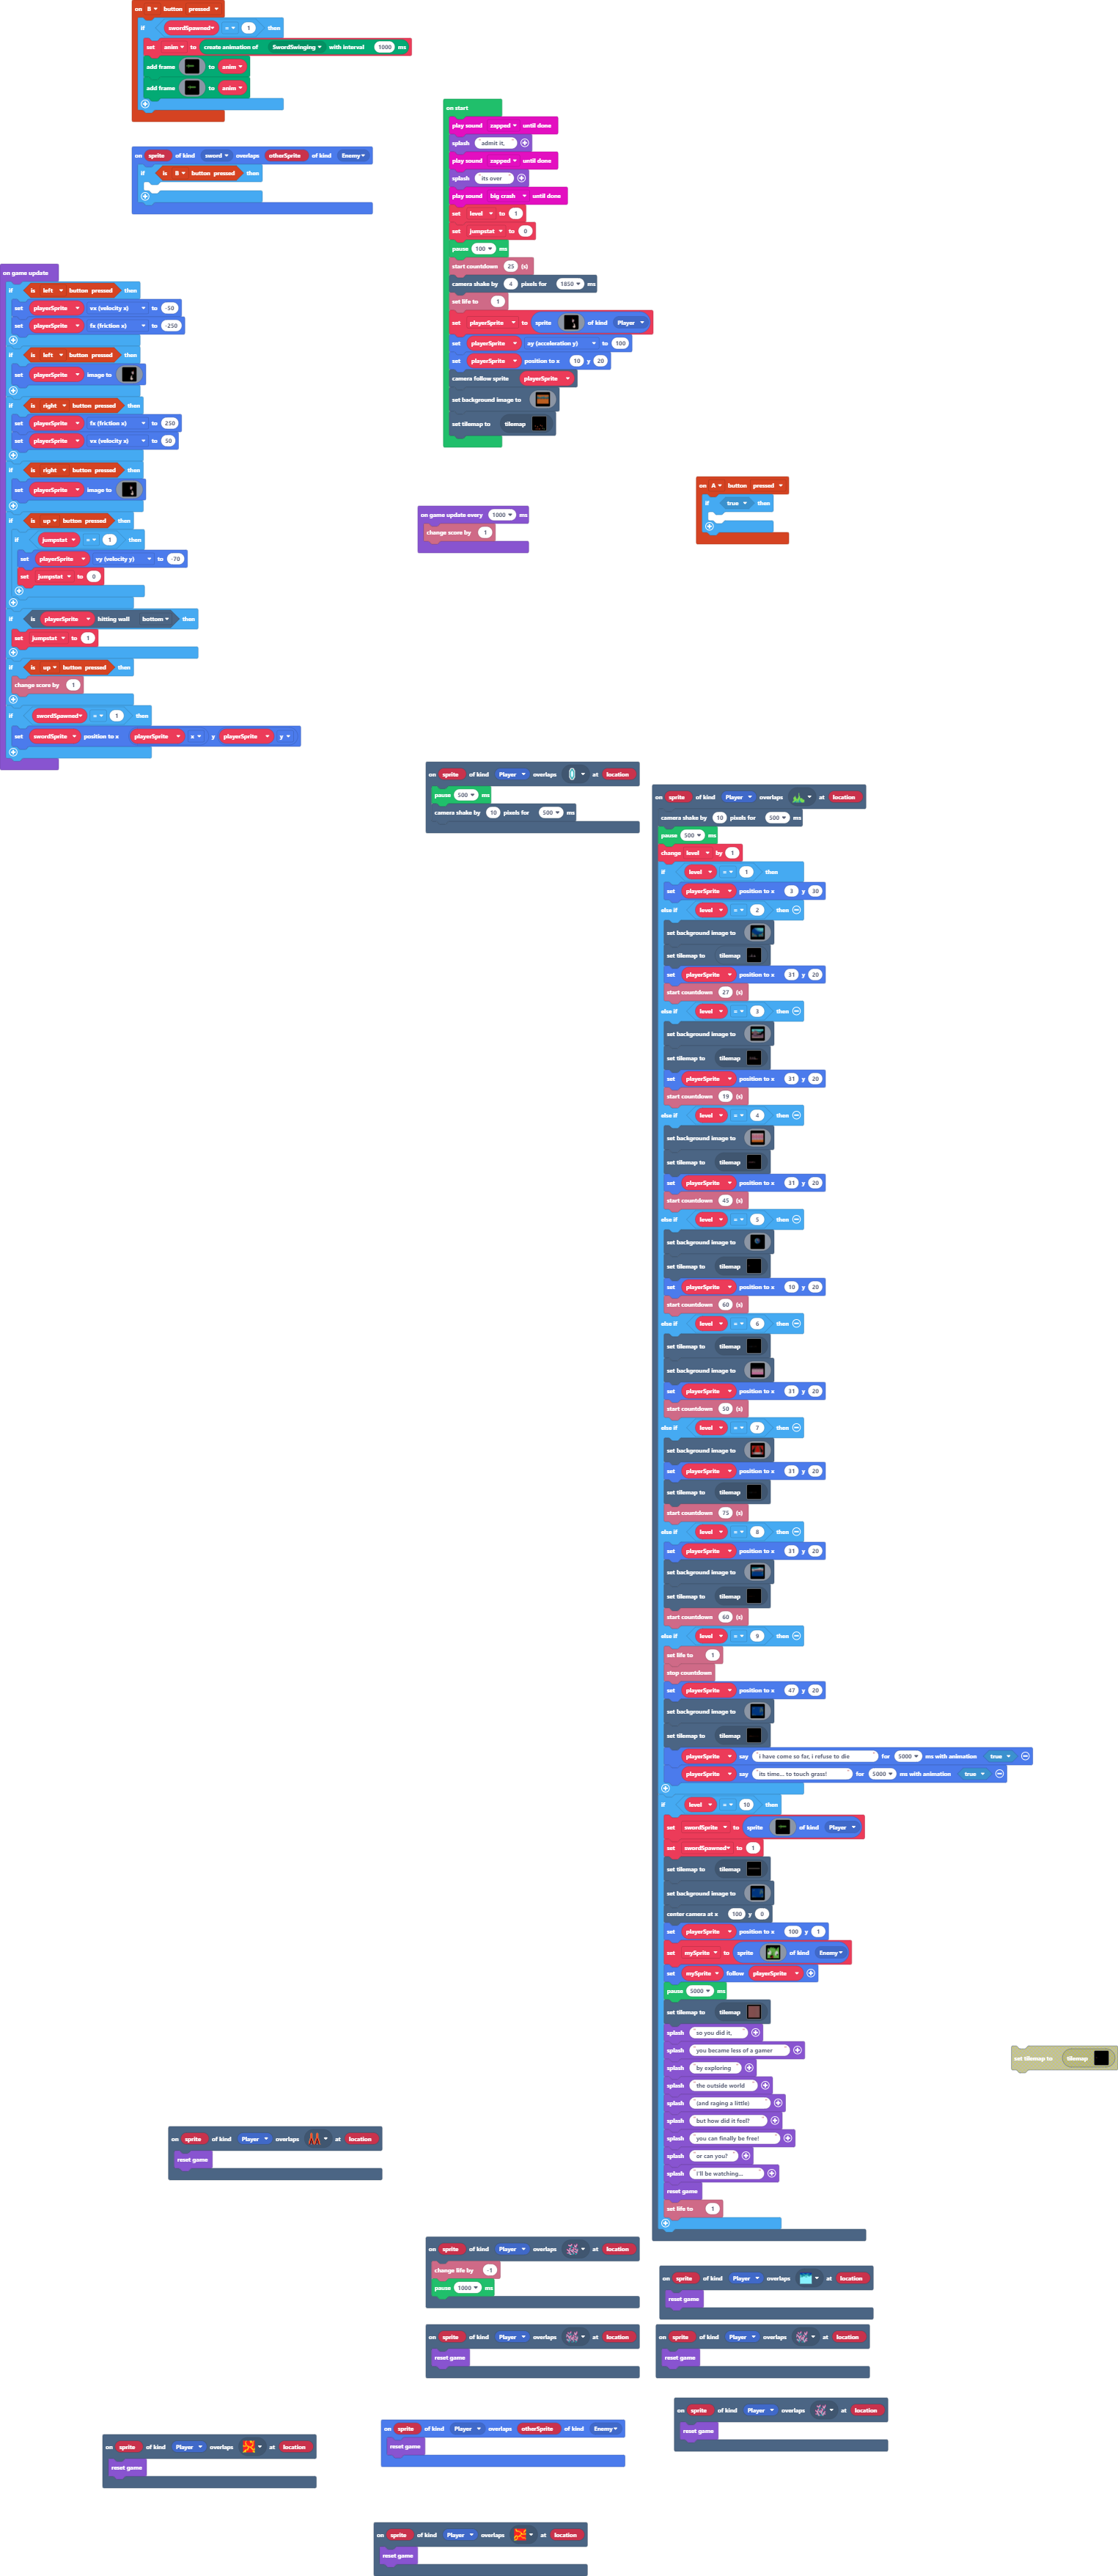 on B button pressed
if swordSpawned = 1 then
set anim to create animation of SwordSwinging with interval 1000 ms
add frame to anim
add frame to anim
on sprite of kind sword overlaps otherSprite of kind Enemy
if is B button pressed then
on game update
if is left button pressed then
set playerSprite vx (velocity x) to -50
set playerSprite fx (friction x) to -250
if is left button pressed then
set playerSprite image to
if is right button pressed then
set playerSprite fx (friction x) to 250
set playerSprite vx (velocity x) to 50
if is right button pressed then
set playerSprite image to
if is up button pressed then
if jumpstat = 1 then
set playerSprite vy (velocity y) to -70
set jumpstat to 0
if is playerSprite hitting wall bottom then
set jumpstat to 1
if is up button pressed then
change score by 1
if swordSpawned = 1 then
set swordSprite position to x playerSprite x y playerSprite y
on start
play sound zapped until done
splash "admit it,"
play sound zapped until done
splash "its over"
play sound big crash until done
set level to 1
set jumpstat to 0
pause 100 ms
start countdown 25 (s)
camera shake by 4 pixels for 1850 ms
set life to 1
set playerSprite to sprite of kind Player
set playerSprite ay (acceleration y) to 100
set playerSprite position to x 10 y 20
camera follow sprite playerSprite
set background image to
set tilemap to tilemap
on game update every 1000 ms
change score by 1
on A button pressed
if true then
on sprite of kind Player overlaps at location
pause 500 ms
camera shake by 10 pixels for 500 ms
on sprite of kind Player overlaps at location
camera shake by 10 pixels for 500 ms
pause 500 ms
change level by 1
if level = 1 then
set playerSprite position to x 3 y 30
else if level = 2 then
set background image to
set tilemap to tilemap
set playerSprite position to x 31 y 20
start countdown 27 (s)
else if level = 3 then
set background image to
set tilemap to tilemap
set playerSprite position to x 31 y 20
start countdown 19 (s)
else if level = 4 then
set background image to
set tilemap to tilemap
set playerSprite position to x 31 y 20
start countdown 45 (s)
else if level = 5 then
set background image to
set tilemap to tilemap
set playerSprite position to x 10 y 20
start countdown 60 (s)
else if level = 6 then
set tilemap to tilemap
set background image to
set playerSprite position to x 31 y 20
start countdown 50 (s)
else if level = 7 then
set background image to
set playerSprite position to x 31 y 20
set tilemap to tilemap
start countdown 75 (s)
else if level = 8 then
set playerSprite position to x 31 y 20
set background image to
set tilemap to tilemap
start countdown 60 (s)
else if level = 9 then
set life to 1
stop countdown
set playerSprite position to x 47 y 20
set background image to
set tilemap to tilemap
playerSprite say "i have come so far, i refuse to die" for 5000 ms with animation true
playerSprite say "its time... to touch grass!" for 5000 ms with animation true
if level = 10 then
set swordSprite to sprite of kind Player
set swordSpawned to 1
set tilemap to tilemap
set background image to
center camera at x 100 y 0
set playerSprite position to x 100 y 1
set mySprite to sprite of kind Enemy
set mySprite follow playerSprite
pause 5000 ms
set tilemap to tilemap
splash "so you did it,"
splash "you became less of a gamer"
splash "by exploring"
splash "the outside world"
splash "(and raging a little)"
splash "but how did it feel?"
splash "you can finally be free!"
splash "or can you?"
splash "I'll be watching..."
reset game
set life to 1
set tilemap to tilemap
on sprite of kind Player overlaps at location
reset game
on sprite of kind Player overlaps at location
change life by -1
pause 1000 ms
on sprite of kind Player overlaps at location
reset game
on sprite of kind Player overlaps at location
reset game
on sprite of kind Player overlaps at location
reset game
on sprite of kind Player overlaps at location
reset game
on sprite of kind Player overlaps otherSprite of kind Enemy
reset game
on sprite of kind Player overlaps at location
reset game
on sprite of kind Player overlaps at location
reset game